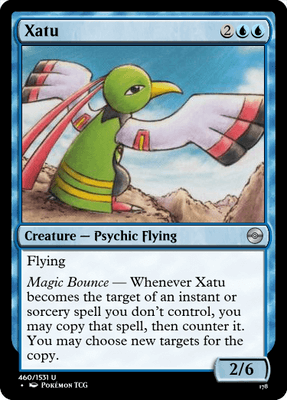 Xatu 2
Creature — Psychic Flying
Flying
Magic Bounce — Whenever Xatu
becomes the target of an instant or
sorcery spell you don't control, you
may copy that spell, then counter it.
You may choose new targets for the
copy.
2/6
460/1531 U
• Pokémon TCG
178